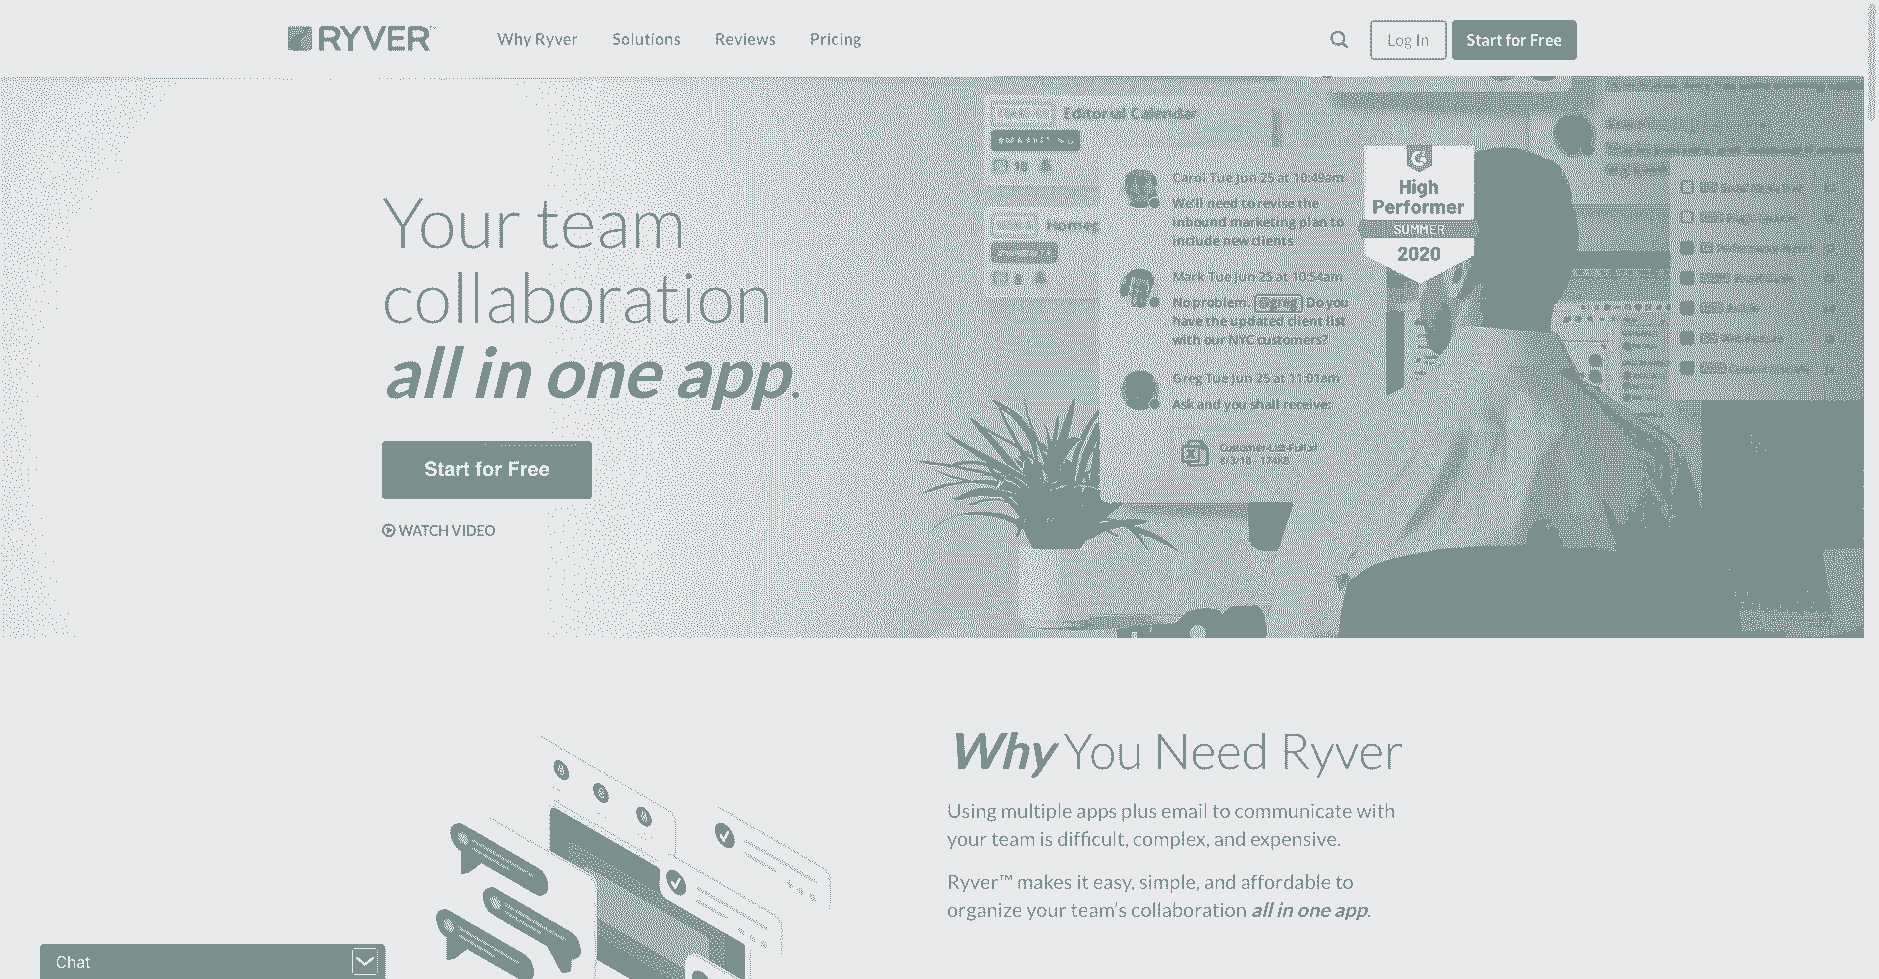 RYVER
Why Ryver
Solutions
Reviews
Pricing
Log In
Start for Free
Your team
collaboration
all in one app.
Start for Free
WATCH VIDEO
Editorial Calendar
18
Carol Tue Jun 25 at 10:49am
We'll need to revise the
inbound marketing plan to
include new clients
Mark Tue Jun 25 at 10:54am
No problem. @greg Do you
have the updated client list
with our NYC customers?
Greg Tue Jun 25 at 11:01am
Ask and you shall receive:
High
Performer
SUMMER
2020
Why You Need Ryver
Using multiple apps plus email to communicate with
your team is difficult, complex, and expensive.
Ryver™ makes it easy, simple, and affordable to
organize your team's collaboration all in one app.
Chat